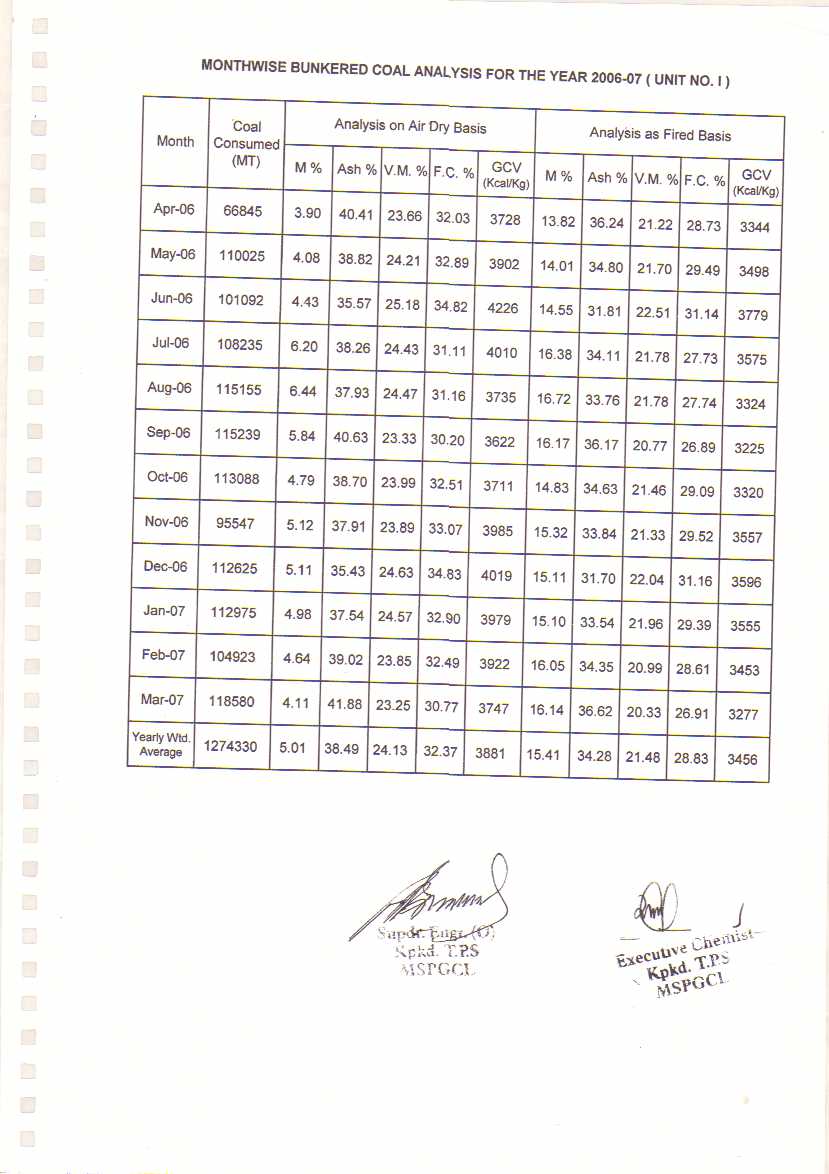 MONTHWISE BUNKERED COAL ANALYSIS FOR THE YEAR 2006-07 ( UNIT NO. I )
Month Coal Consumed (MT) Analysis on Air Dry Basis Analysis as Fired Basis
M % Ash % V.M. % F.C. % GCV (Kcal/Kg) M % Ash % V.M. % F.C. % GCV (Kcal/Kg)
Apr-06 66845 3.90 40.41 23.66 32.03 3728 13.82 36.24 21.22 28.73 3344
May-06 110025 4.08 38.82 24.21 32.89 3902 14.01 34.80 21.70 29.49 3498
Jun-06 101092 4.43 35.57 25.18 34.82 4226 14.55 31.81 22.51 31.14 3779
Jul-06 108235 6.20 38.26 24.43 31.11 4010 16.38 34.11 21.78 27.73 3575
Aug-06 115155 6.44 37.93 24.47 31.16 3735 16.72 33.76 21.78 27.74 3324
Sep-06 115239 5.84 40.63 23.33 30.20 3622 16.17 36.17 20.77 26.89 3225
Oct-06 113088 4.79 38.70 23.99 32.51 3711 14.83 34.63 21.46 29.09 3320
Nov-06 95547 5.12 37.91 23.89 33.07 3985 15.32 33.84 21.33 29.52 3557
Dec-06 112625 5.11 35.43 24.63 34.83 4019 15.11 31.70 22.04 31.16 3596
Jan-07 112975 4.98 37.54 24.57 32.90 3979 15.10 33.54 21.96 29.39 3555
Feb-07 104923 4.64 39.02 23.85 32.49 3922 16.05 34.35 20.99 28.61 3453
Mar-07 118580 4.11 41.88 23.25 30.77 3747 16.14 36.62 20.33 26.91 3277
Yearly Wtd. Average 1274330 5.01 38.49 24.13 32.37 3881 15.41 34.28 21.48 28.83 3456
Supdt. Engr. (O)
Kpkd. T.P.S
MSPGCL
Executive Chemist
Kpkd. T.P.S
MSPGCL